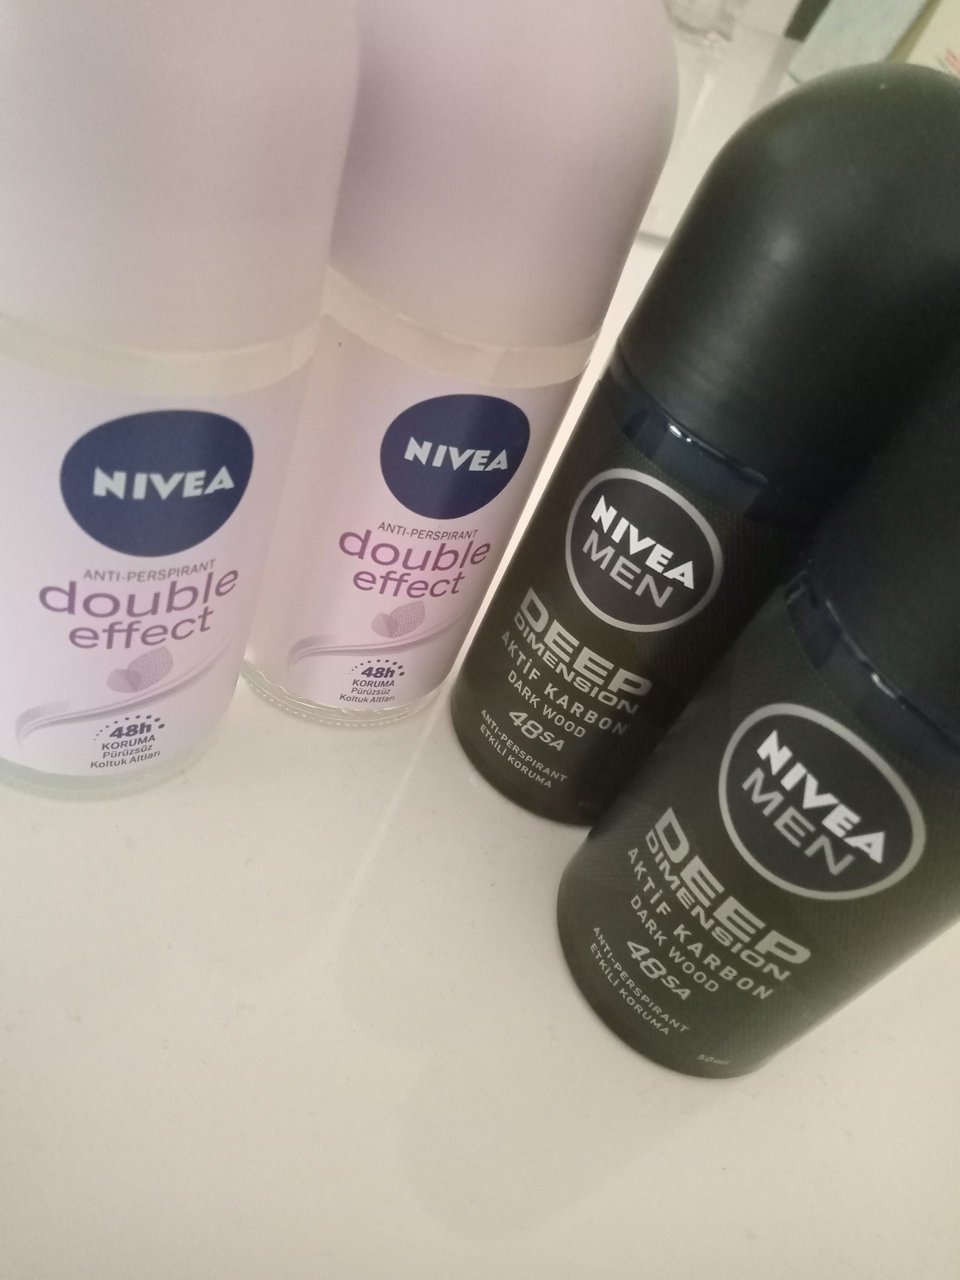 NIVEA
ANTI-PERSPIRANT
double
effect
48h
KORUMA
Pürüzsüz
Koltuk Altları
NIVEA
ANTI-PERSPIRANT
double
effect
48h
KORUMA
Pürüzsüz
Koltuk Altları
NIVEA
MEN
DEEP
DIMENSION
AKTİF KARBON
DARK WOOD
48SA
ANTI-PERSPIRANT
ETKİLİ KORUMA
NIVEA
MEN
DEEP
DIMENSION
AKTİF KARBON
DARK WOOD
48SA
ANTI-PERSPIRANT
ETKİLİ KORUMA
50ml